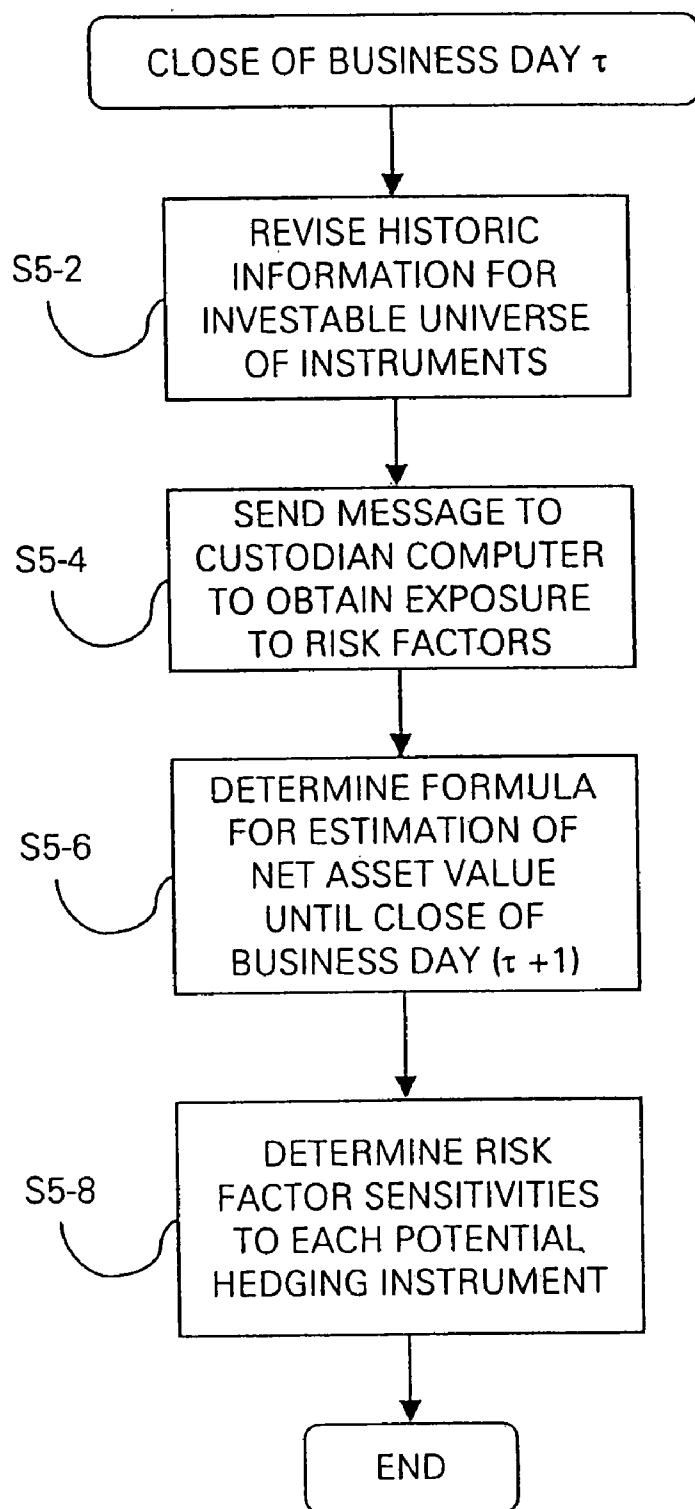 CLOSE OF BUSINESS DAY τ
S5-2
REVISE HISTORIC
INFORMATION FOR
INVESTABLE UNIVERSE
OF INSTRUMENTS
S5-4
SEND MESSAGE TO
CUSTODIAN COMPUTER
TO OBTAIN EXPOSURE
TO RISK FACTORS
S5-6
DETERMINE FORMULA
FOR ESTIMATION OF
NET ASSET VALUE
UNTIL CLOSE OF
BUSINESS DAY (τ +1)
S5-8
DETERMINE RISK
FACTOR SENSITIVITIES
TO EACH POTENTIAL
HEDGING INSTRUMENT
END